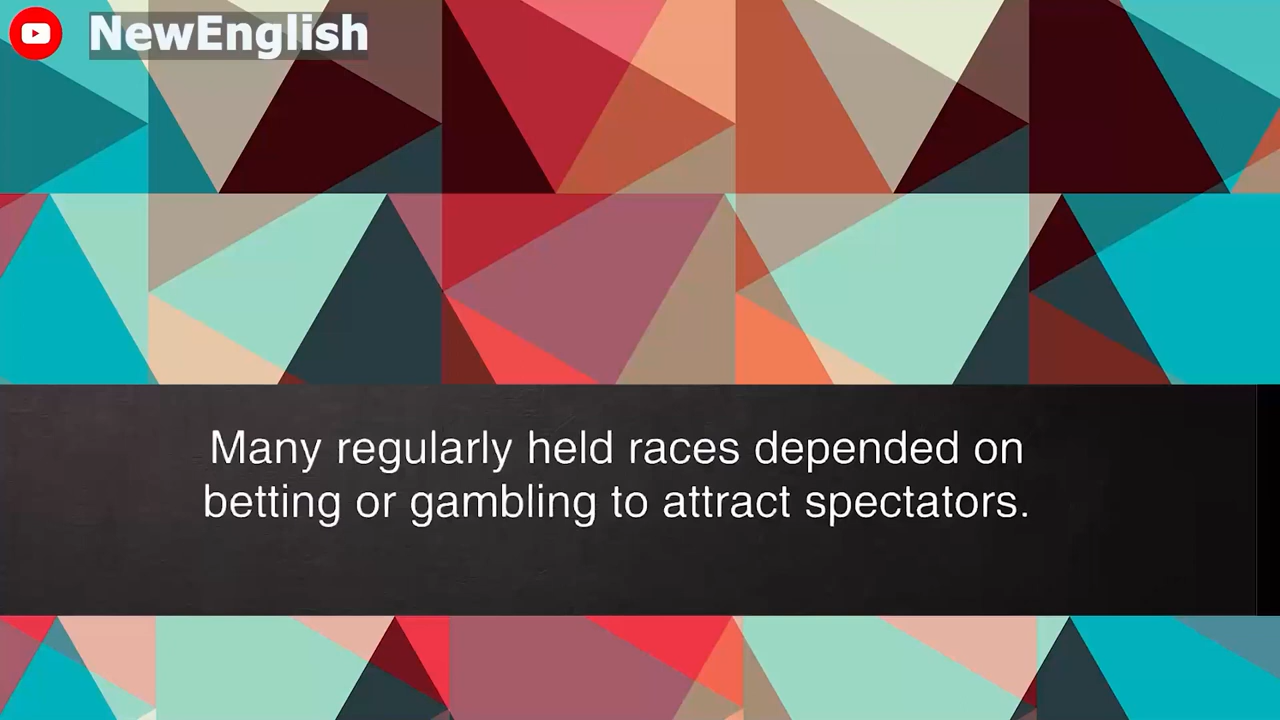 NewEnglish
Many regularly held races depended on
betting or gambling to attract spectators.